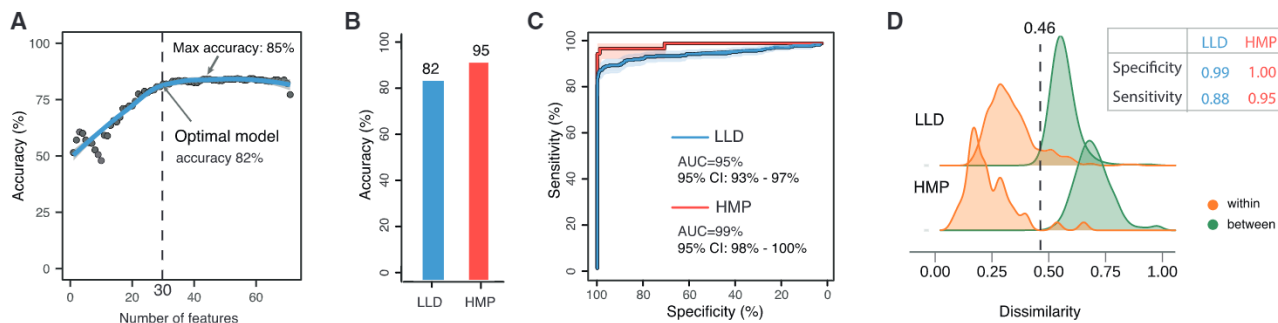 A
Accuracy (%)
100
75
50
25
0
Max accuracy: 85%
Optimal model
accuracy 82%
0
20
30
40
60
Number of features
B
Accuracy (%)
100
80
60
40
20
0
82
95
LLD
HMP
C
Sensitivity (%)
100
80
60
40
20
0
LLD
AUC=95%
95% CI: 93% - 97%
HMP
AUC=99%
95% CI: 98% - 100%
100
80
60
40
20
0
Specificity (%)
D
0.46
LLD HMP
Specificity 0.99 1.00
Sensitivity 0.88 0.95
LLD
HMP
within
between
0.00
0.25
0.50
0.75
1.00
Dissimilarity